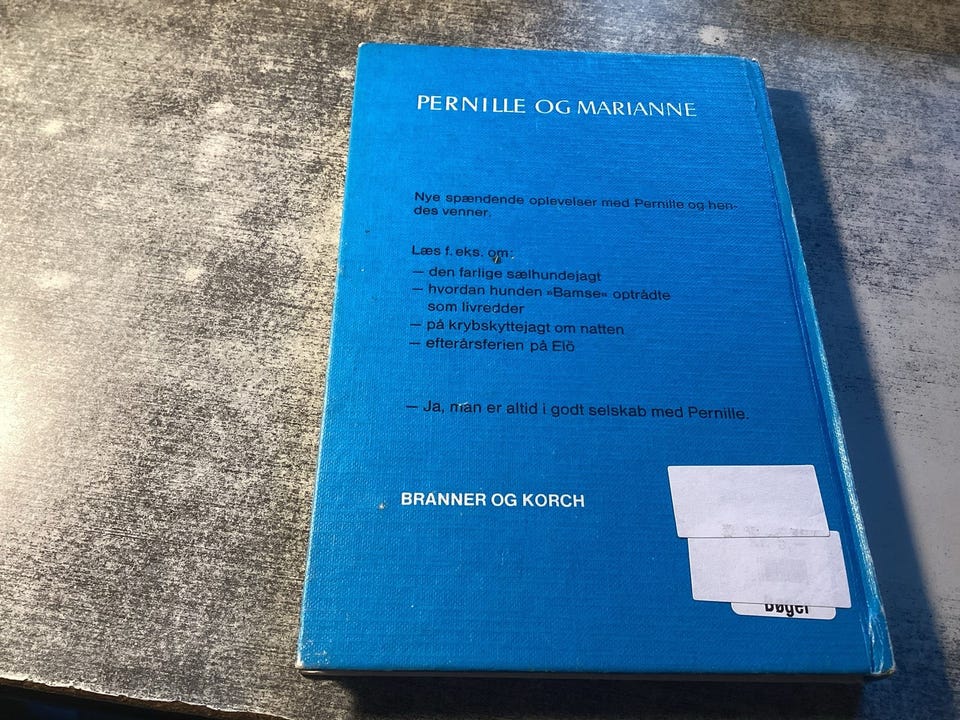 PERNILLE OG MARIANNE
Nye spændende oplevelser med Pernille og hen-
des venner.
Læs f. eks. om:
— den farlige sælhundejagt
— hvordan hunden »Bamse« optrådte
som livredder
— på krybskyttejagt om natten
— efterårsferien på Elö
— Ja, man er altid i godt selskab med Pernille.
BRANNER OG KORCH
Bøger